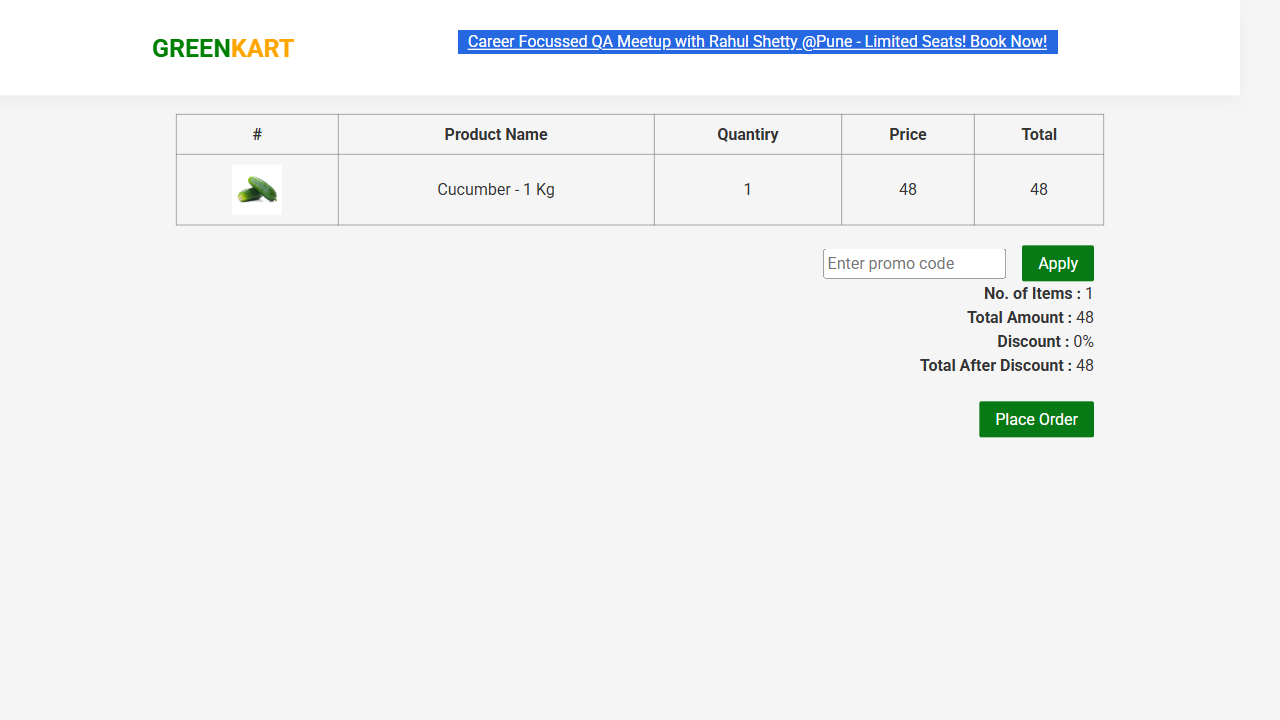 GREENKART
Career Focussed QA Meetup with Rahul Shetty @Pune - Limited Seats! Book Now!
# Product Name Quantiry Price Total
Cucumber - 1 Kg 1 48 48
Enter promo code Apply
No. of Items : 1
Total Amount : 48
Discount : 0%
Total After Discount : 48
Place Order